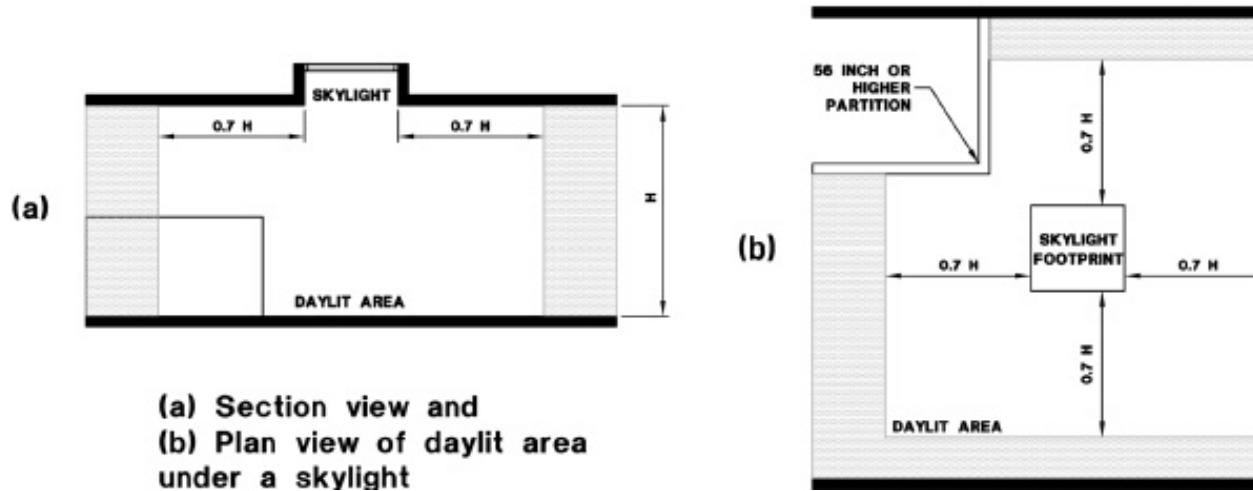 (a)
SKYLIGHT
0.7 H
0.7 H
H
DAYLIT AREA
(a) Section view and
(b) Plan view of daylit area
under a skylight
(b)
56 INCH OR
HIGHER
PARTITION
0.7 H
SKYLIGHT
FOOTPRINT
0.7 H
0.7 H
0.7 H
DAYLIT AREA